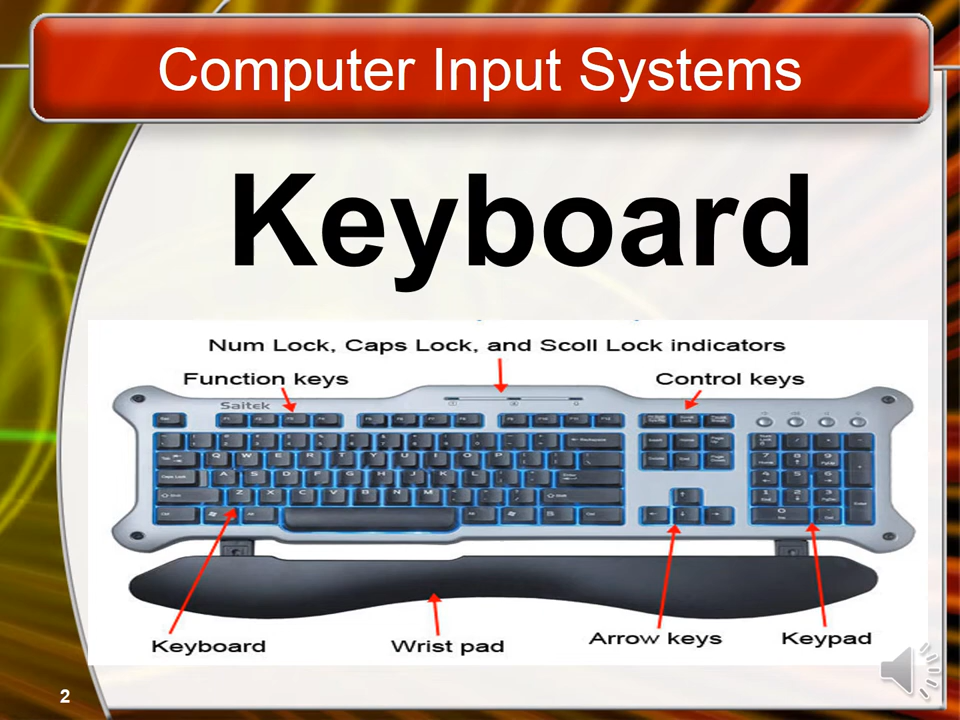 Computer Input Systems
Keyboard
Num Lock, Caps Lock, and Scoll Lock indicators
Function keys
Control keys
Saitek
Q W E R T Y U I O P
A S D F G H J K L
Z X C V B N M
Keyboard
Wrist pad
Arrow keys
Keypad
2